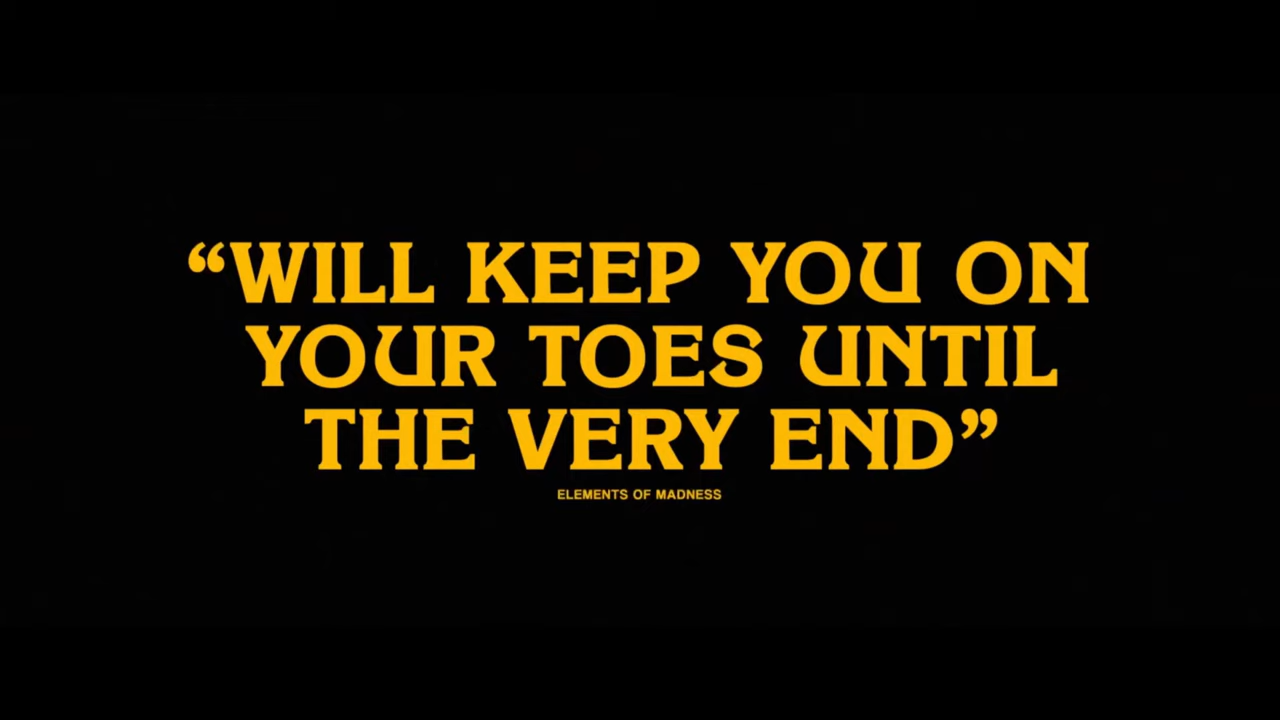 “WILL KEEP YOU ON
YOUR TOES UNTIL
THE VERY END”
ELEMENTS OF MADNESS